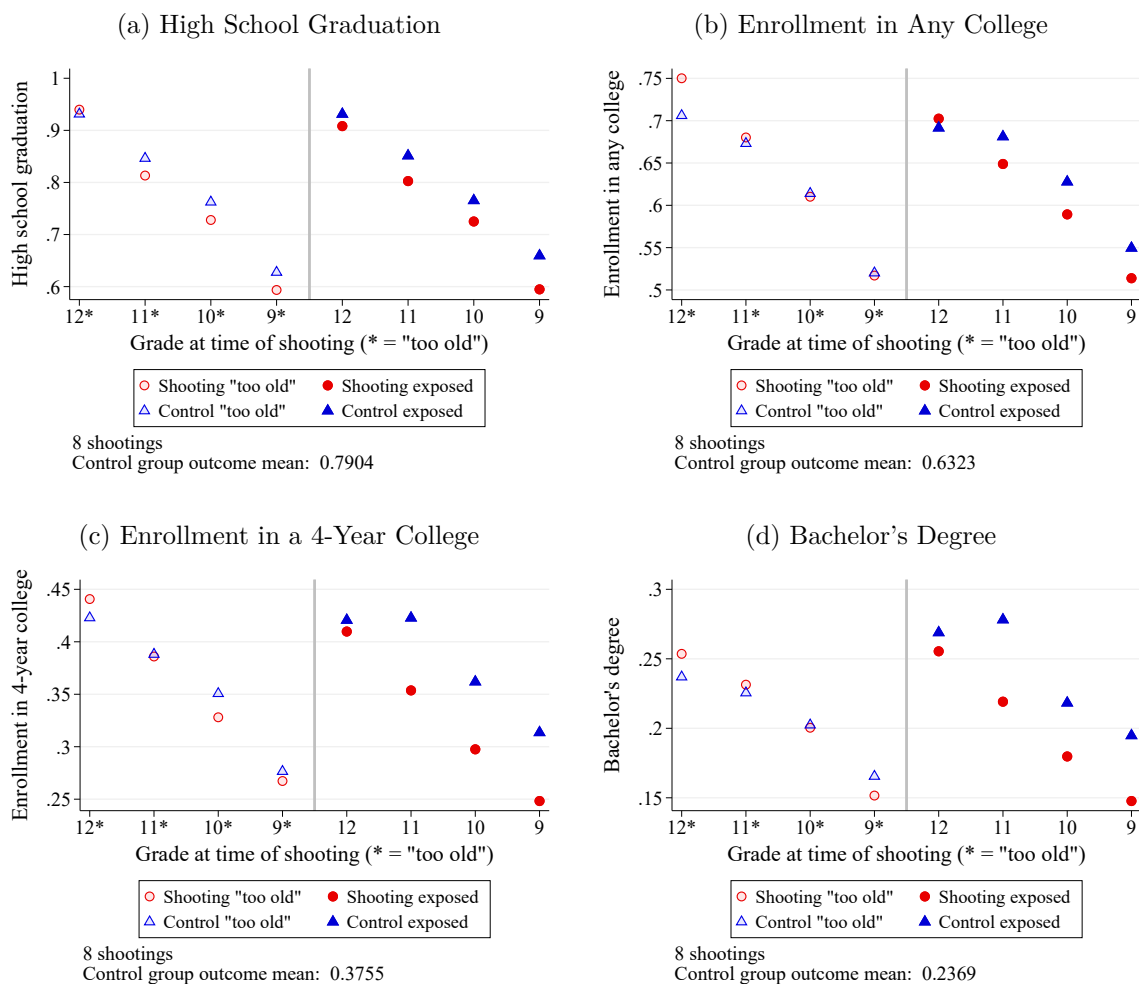 (a) High School Graduation
High school graduation
1
.9
.8
.7
.6
12* 11* 10* 9* 12 11 10 9
Grade at time of shooting (* = "too old")
Shooting "too old" Shooting exposed
Control "too old" Control exposed
8 shootings
Control group outcome mean: 0.7904
(b) Enrollment in Any College
Enrollment in any college
.75
.7
.65
.6
.55
.5
12* 11* 10* 9* 12 11 10 9
Grade at time of shooting (* = "too old")
Shooting "too old" Shooting exposed
Control "too old" Control exposed
8 shootings
Control group outcome mean: 0.6323
(c) Enrollment in a 4-Year College
Enrollment in 4-year college
.45
.4
.35
.3
.25
12* 11* 10* 9* 12 11 10 9
Grade at time of shooting (* = "too old")
Shooting "too old" Shooting exposed
Control "too old" Control exposed
8 shootings
Control group outcome mean: 0.3755
(d) Bachelor's Degree
Bachelor's degree
.3
.25
.2
.15
12* 11* 10* 9* 12 11 10 9
Grade at time of shooting (* = "too old")
Shooting "too old" Shooting exposed
Control "too old" Control exposed
8 shootings
Control group outcome mean: 0.2369